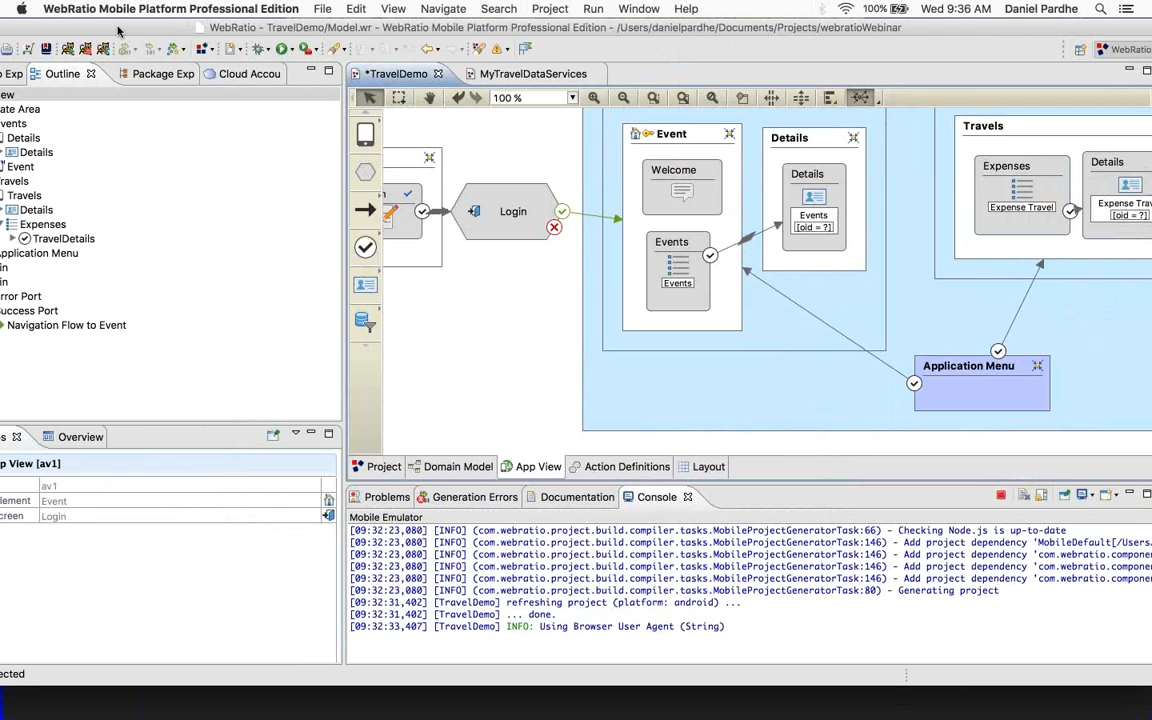 WebRatio Mobile Platform Professional Edition File Edit View Navigate Search Project Run Window Help 100% Wed 9:36 AM Daniel Pardhe
WebRatio – TravelDemo/Model.wr – WebRatio Mobile Platform Professional Edition – /Users/danielpardhe/Documents/Projects/webratioWebinar
WebRatio
o Exp Outline Package Exp Cloud Accou
*TravelDemo MyTravelDataServices
100 %
ew
ate Area
vents
Details
Details
Event
ravels
Travels
Details
Expenses
TravelDetails
Application Menu
in
in
rror Port
uccess Port
Navigation Flow to Event
Login
Event
Welcome
Events
Events
Details
Details
Events
[oid = ?]
Travels
Expenses
Expense Travel
Details
Expense Trav
[oid = ?]
Application Menu
Project Domain Model App View Action Definitions Layout
s Overview
p View [av1]
av1
lement Event
creen Login
Problems Generation Errors Documentation Console
Mobile Emulator
[09:32:23,080] [INFO] (com.webratio.project.build.compiler.tasks.MobileProjectGeneratorTask:66) - Checking Node.js is up-to-date
[09:32:23,080] [INFO] (com.webratio.project.build.compiler.tasks.MobileProjectGeneratorTask:146) - Add project dependency 'MobileDefault[/Users.
[09:32:23,080] [INFO] (com.webratio.project.build.compiler.tasks.MobileProjectGeneratorTask:146) - Add project dependency 'com.webratio.compone
[09:32:23,080] [INFO] (com.webratio.project.build.compiler.tasks.MobileProjectGeneratorTask:146) - Add project dependency 'com.webratio.compone
[09:32:23,080] [INFO] (com.webratio.project.build.compiler.tasks.MobileProjectGeneratorTask:146) - Add project dependency 'com.webratio.compone
[09:32:23,080] [INFO] (com.webratio.project.build.compiler.tasks.MobileProjectGeneratorTask:80) - Generating project
[09:32:31,402] [TravelDemo] refreshing project (platform: android) ...
[09:32:31,402] [TravelDemo] ... done.
[09:32:33,407] [TravelDemo] INFO: Using Browser User Agent (String)
ected